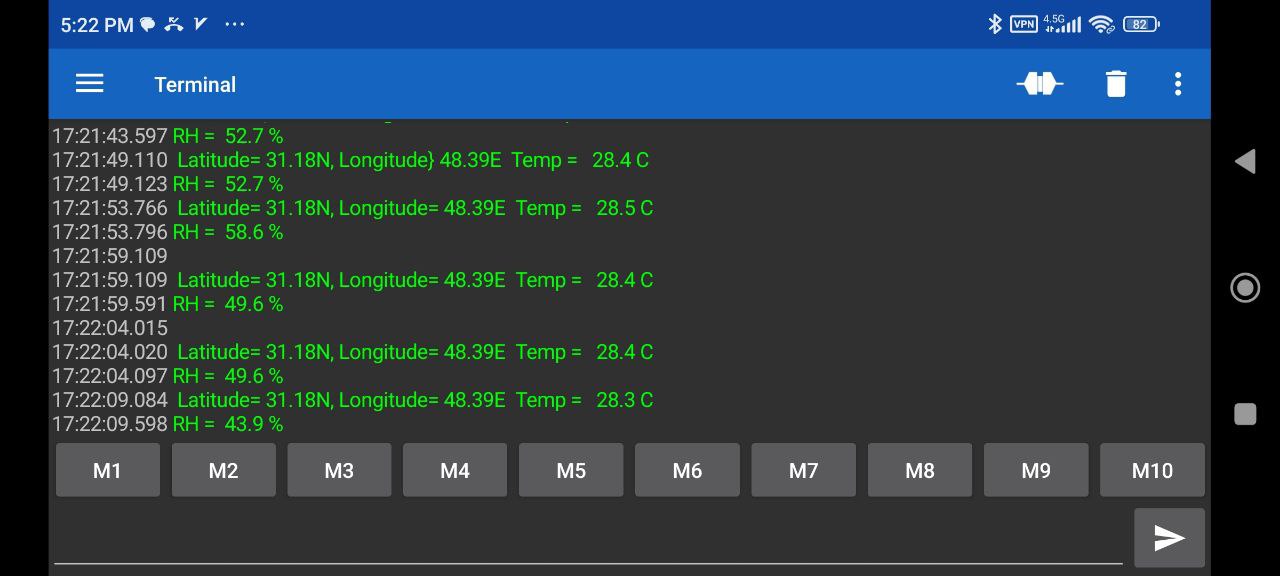 5:22 PM
VPN 4.5G 82
Terminal
17:21:43.597 RH = 52.7 %
17:21:49.110 Latitude= 31.18N, Longitude} 48.39E Temp = 28.4 C
17:21:49.123 RH = 52.7 %
17:21:53.766 Latitude= 31.18N, Longitude= 48.39E Temp = 28.5 C
17:21:53.796 RH = 58.6 %
17:21:59.109
17:21:59.109 Latitude= 31.18N, Longitude= 48.39E Temp = 28.4 C
17:21:59.591 RH = 49.6 %
17:22:04.015
17:22:04.020 Latitude= 31.18N, Longitude= 48.39E Temp = 28.4 C
17:22:04.097 RH = 49.6 %
17:22:09.084 Latitude= 31.18N, Longitude= 48.39E Temp = 28.3 C
17:22:09.598 RH = 43.9 %
M1 M2 M3 M4 M5 M6 M7 M8 M9 M10